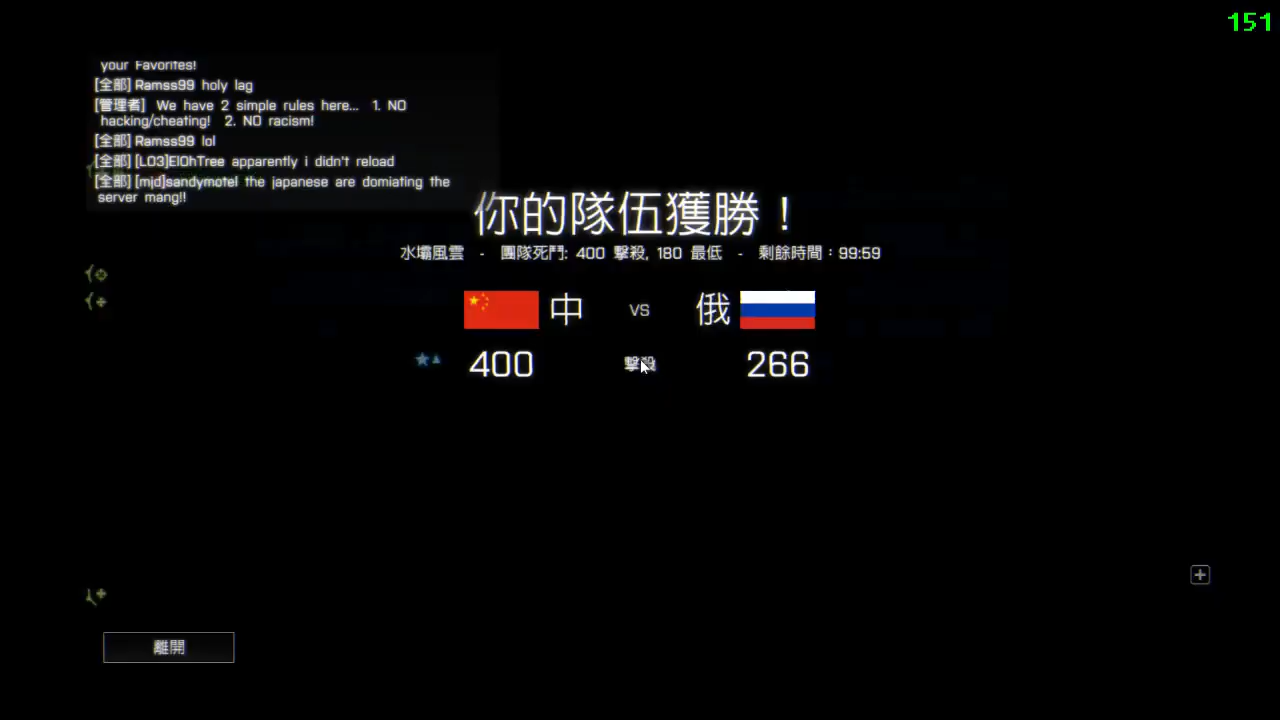 151
your Favorites!
[全部] Ramss99 holy lag
[管理者] We have 2 simple rules here... 1. NO
hacking/cheating! 2. NO racism!
[全部] Ramss99 lol
[全部] [LO3]ElOhTree apparently i didn't reload
[全部] [mjd]sandymotel the japanese are domiating the
server mang!!
你的隊伍獲勝！
水壩風雲 - 團隊死鬥: 400 擊殺, 180 最低 - 剩餘時間：99:59
中 VS 俄
400 擊殺 266
離開